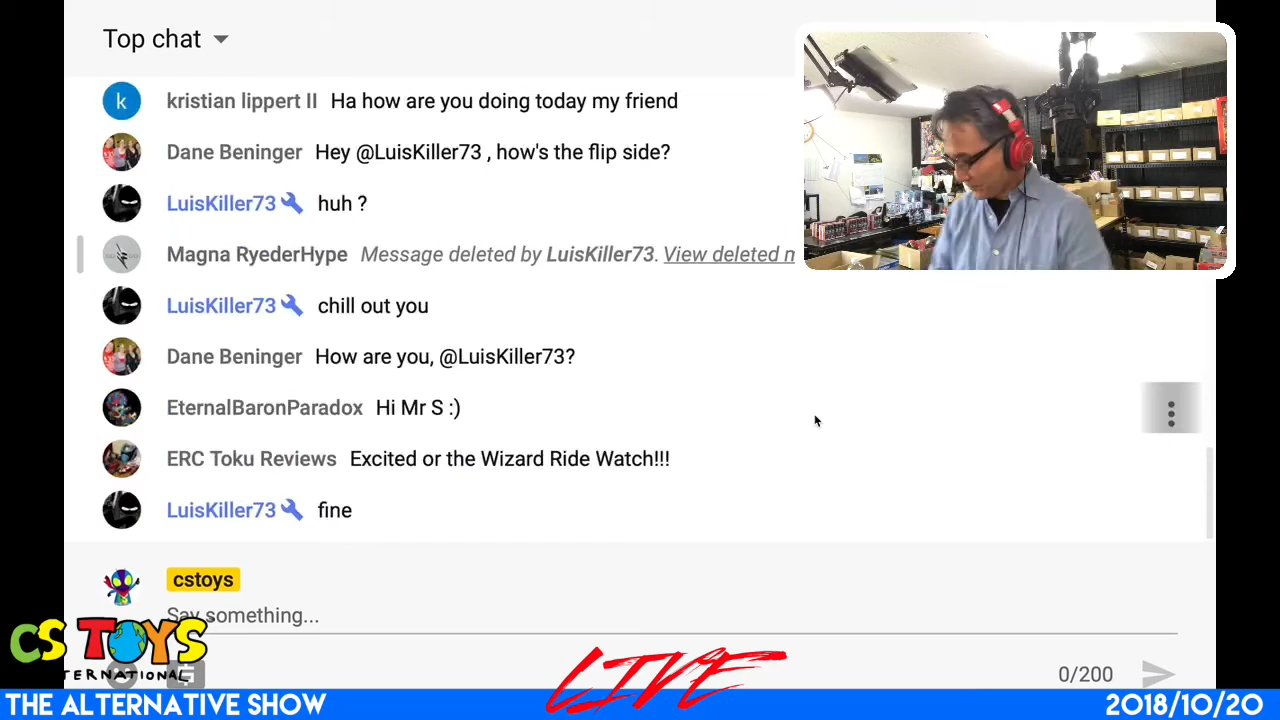 Top chat
k
kristian lippert II Ha how are you doing today my friend
Dane Beninger Hey @LuisKiller73 , how's the flip side?
LuisKiller73 huh ?
Magna RyederHype Message deleted by LuisKiller73. View deleted m
LuisKiller73 chill out you
Dane Beninger How are you, @LuisKiller73?
EternalBaronParadox Hi Mr S :)
ERC Toku Reviews Excited or the Wizard Ride Watch!!!
LuisKiller73 fine
cstoys
Say something...
CS TOYS
TERNATIONAL
LIVE
0/200
THE ALTERNATIVE SHOW
2018/10/20